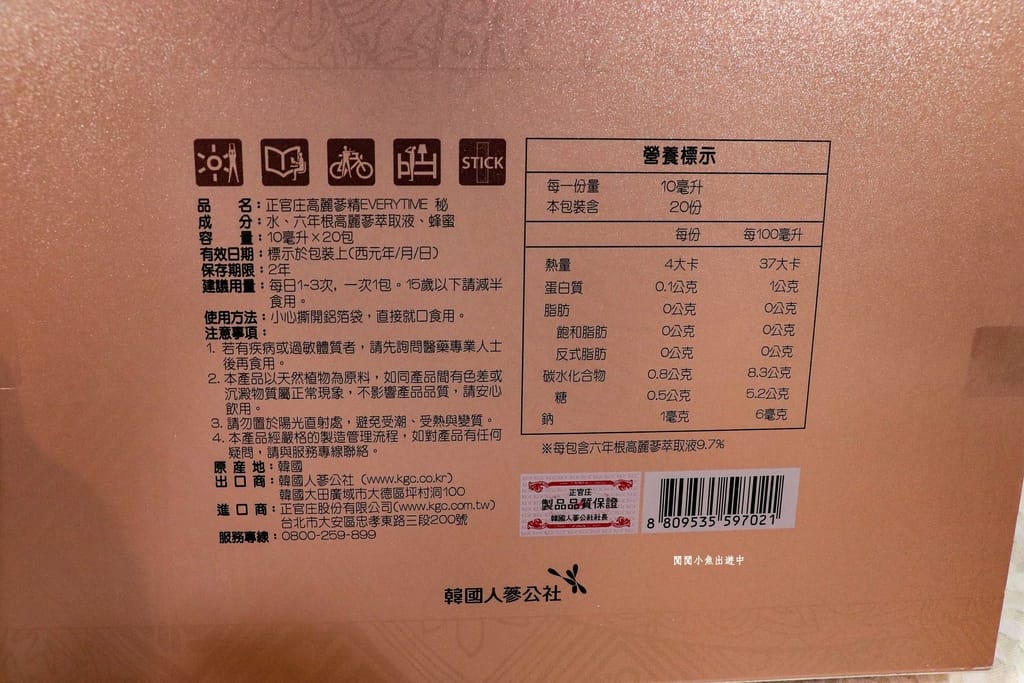 STICK
品 名：正官庄高麗蔘精EVERYTIME 秘
成 分：水、六年根高麗蔘萃取液、蜂蜜
容 量：10毫升×20包
有效日期：標示於包裝上(西元年/月/日)
保存期限：2年
建議用量：每日1-3次，一次1包。15歲以下請減半
食用。
使用方法：小心撕開鋁箔袋，直接就口食用。
注意事項：
1. 若有疾病或過敏體質者，請先詢問醫藥專業人士
後再食用。
2. 本產品以天然植物為原料，如同產品間有色差或
沉澱物質屬正常現象，不影響產品品質，請安心
飲用。
3. 請勿置於陽光直射處，避免受潮、受熱與變質。
4. 本產品經嚴格的製造管理流程，如對產品有任何
疑問，請與服務專線聯絡。
原 產 地：韓國
出 口 商：韓國人蔘公社（www.kgc.co.kr）
韓國大田廣域市大德區坪村洞100
進 口 商：正官庄股份有限公司(www.kgc.com.tw)
台北市大安區忠孝東路三段200號
服務專線：0800-259-899
營養標示
每一份量 10毫升
本包裝含 20份
每份 每100毫升
熱量 4大卡 37大卡
蛋白質 0.1公克 1公克
脂肪 0公克 0公克
飽和脂肪 0公克 0公克
反式脂肪 0公克 0公克
碳水化合物 0.8公克 8.3公克
糖 0.5公克 5.2公克
鈉 1毫克 6毫克
※每包含六年根高麗蔘萃取液9.7%
正官庄
製品品質保證
韓國人蔘公社社長
8 809535 597021
閔閔小魚出遊中
韓國人蔘公社